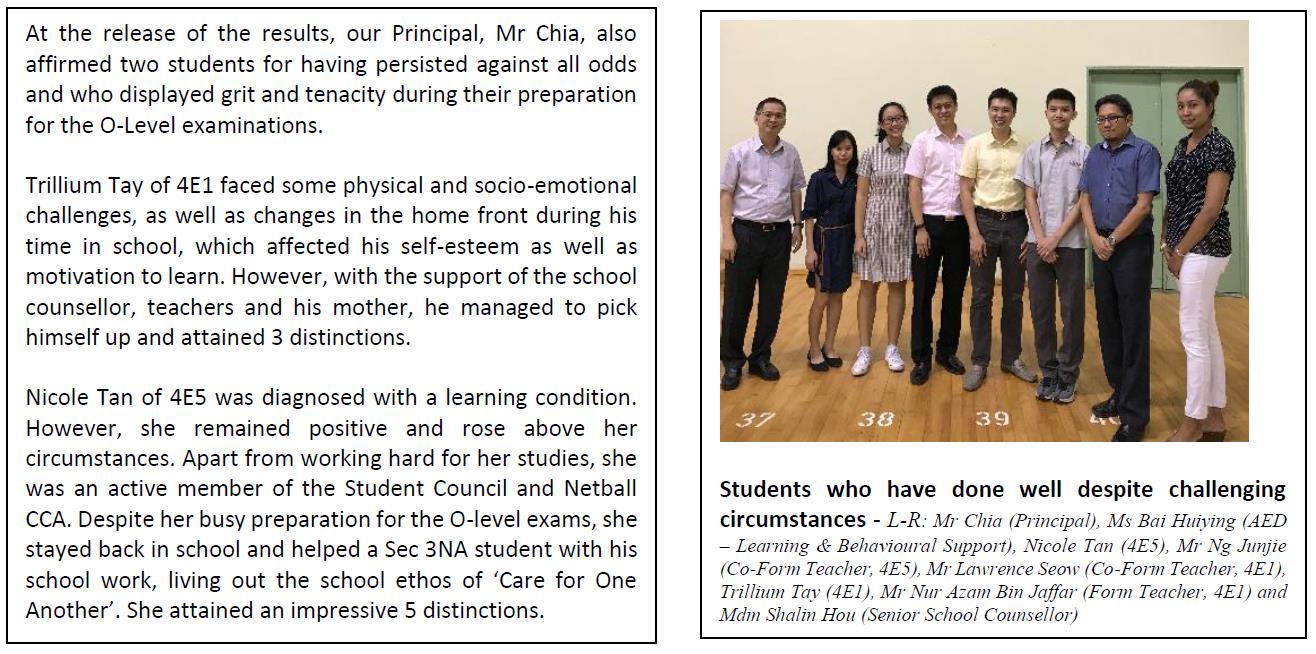 At the release of the results, our Principal, Mr Chia, also
affirmed two students for having persisted against all odds
and who displayed grit and tenacity during their preparation
for the O-Level examinations.
Trillium Tay of 4E1 faced some physical and socio-emotional
challenges, as well as changes in the home front during his
time in school, which affected his self-esteem as well as
motivation to learn. However, with the support of the school
counsellor, teachers and his mother, he managed to pick
himself up and attained 3 distinctions.
Nicole Tan of 4E5 was diagnosed with a learning condition.
However, she remained positive and rose above her
circumstances. Apart from working hard for her studies, she
was an active member of the Student Council and Netball
CCA. Despite her busy preparation for the O-level exams, she
stayed back in school and helped a Sec 3NA student with his
school work, living out the school ethos of ‘Care for One
Another’. She attained an impressive 5 distinctions.
37 38 39
Students who have done well despite challenging
circumstances - L-R: Mr Chia (Principal), Ms Bai Huiying (AED
– Learning & Behavioural Support), Nicole Tan (4E5), Mr Ng Junjie
(Co-Form Teacher, 4E5), Mr Lawrence Seow (Co-Form Teacher, 4E1),
Trillium Tay (4E1), Mr Nur Azam Bin Jaffar (Form Teacher, 4E1) and
Mdm Shalin Hou (Senior School Counsellor)